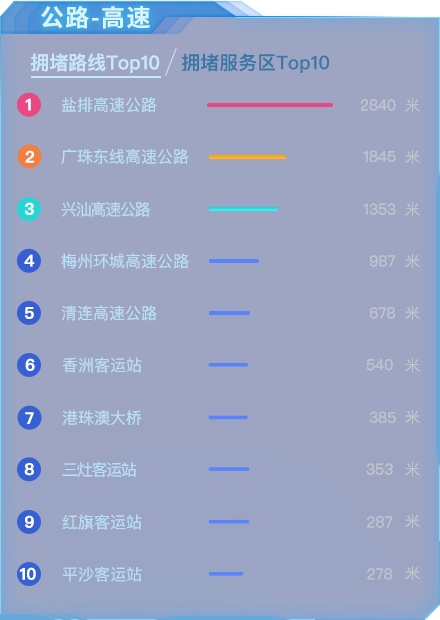 公路-高速
拥堵路线Top10 / 拥堵服务区Top10
1 盐排高速公路 2840 米
2 广珠东线高速公路 1845 米
3 兴汕高速公路 1353 米
4 梅州环城高速公路 987 米
5 清连高速公路 678 米
6 香洲客运站 540 米
7 港珠澳大桥 385 米
8 三灶客运站 353 米
9 红旗客运站 287 米
10 平沙客运站 278 米